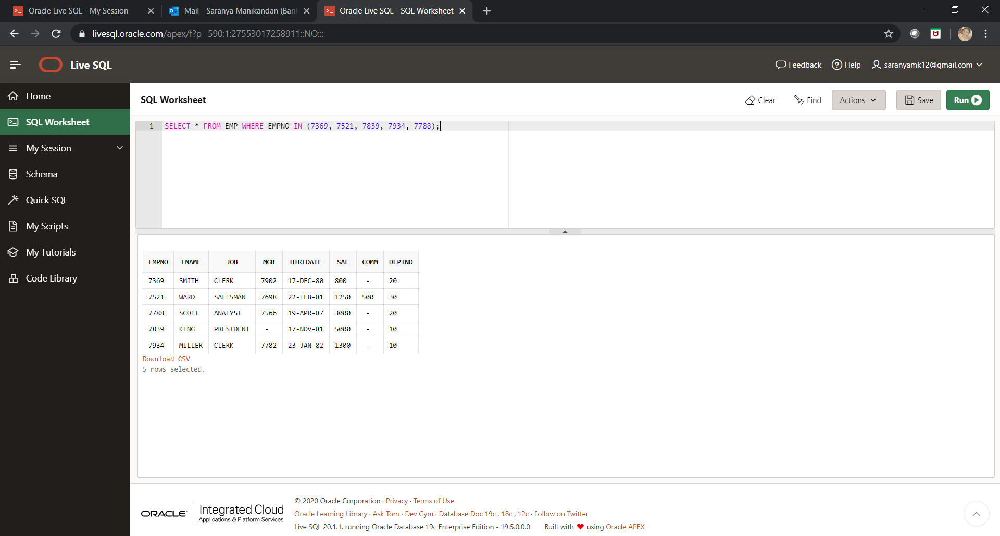 Oracle Live SQL - My Session
Mail - Saranya Manikandan (Ban
Oracle Live SQL - SQL Worksheet
livesql.oracle.com/apex/f?p=590:1:27553017258911::NO:::
Live SQL
Feedback
Help
saranyamk12@gmail.com
Home
SQL Worksheet
My Session
Schema
Quick SQL
My Scripts
My Tutorials
Code Library
SQL Worksheet
Clear
Find
Actions
Save
Run
1 SELECT * FROM EMP WHERE EMPNO IN (7369, 7521, 7839, 7934, 7788);
EMPNO ENAME JOB MGR HIREDATE SAL COMM DEPTNO
7369 SMITH CLERK 7902 17-DEC-80 800 - 20
7521 WARD SALESMAN 7698 22-FEB-81 1250 500 30
7788 SCOTT ANALYST 7566 19-APR-87 3000 - 20
7839 KING PRESIDENT - 17-NOV-81 5000 - 10
7934 MILLER CLERK 7782 23-JAN-82 1300 - 10
Download CSV
5 rows selected.
ORACLE
Integrated Cloud
Applications & Platform Services
© 2020 Oracle Corporation · Privacy · Terms of Use
Oracle Learning Library · Ask Tom · Dev Gym · Database Doc 19c , 18c , 12c · Follow on Twitter
Live SQL 20.1.1, running Oracle Database 19c Enterprise Edition - 19.5.0.0.0 Built with ❤ using Oracle APEX